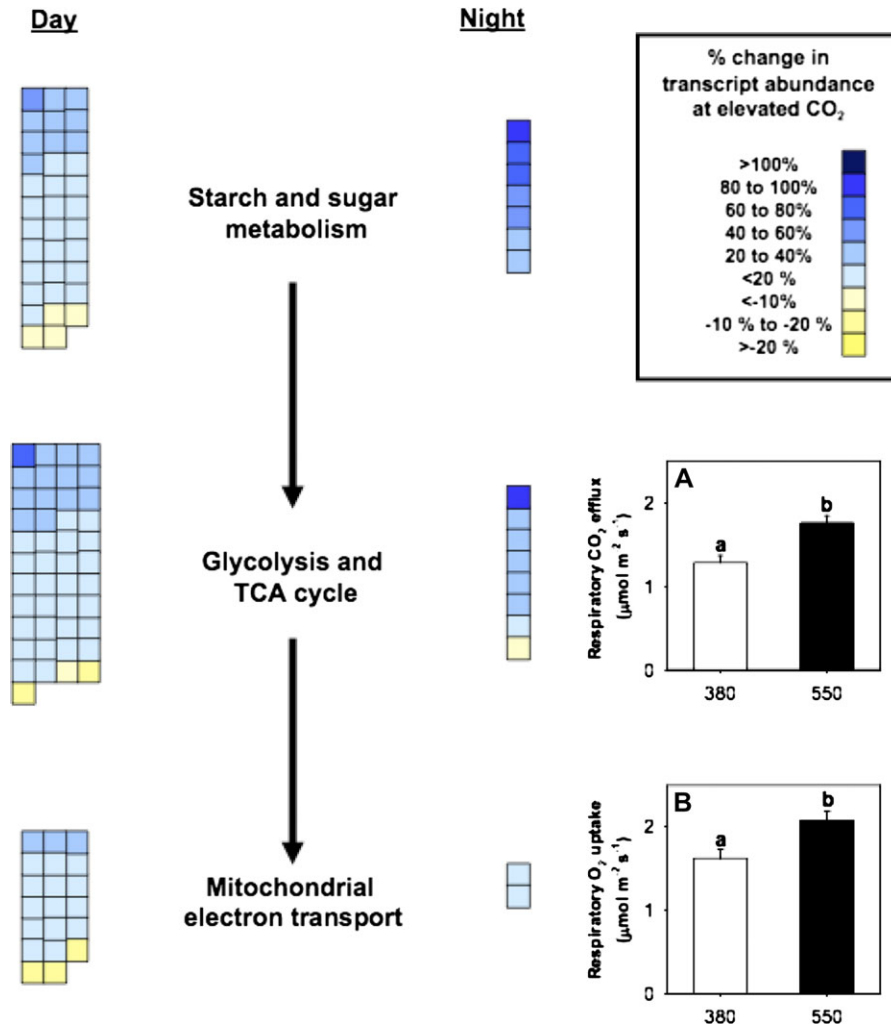 Day
Night
% change in
transcript abundance
at elevated CO₂
>100%
80 to 100%
60 to 80%
40 to 60%
20 to 40%
<20 %
<-10%
-10 % to -20 %
>-20 %
Starch and sugar
metabolism
Glycolysis and
TCA cycle
Mitochondrial
electron transport
A
Respiratory CO₂ efflux
(μmol m⁻² s⁻¹)
2
1
0
a
b
380
550
B
Respiratory O₂ uptake
(μmol m⁻² s⁻¹)
2
1
0
a
b
380
550